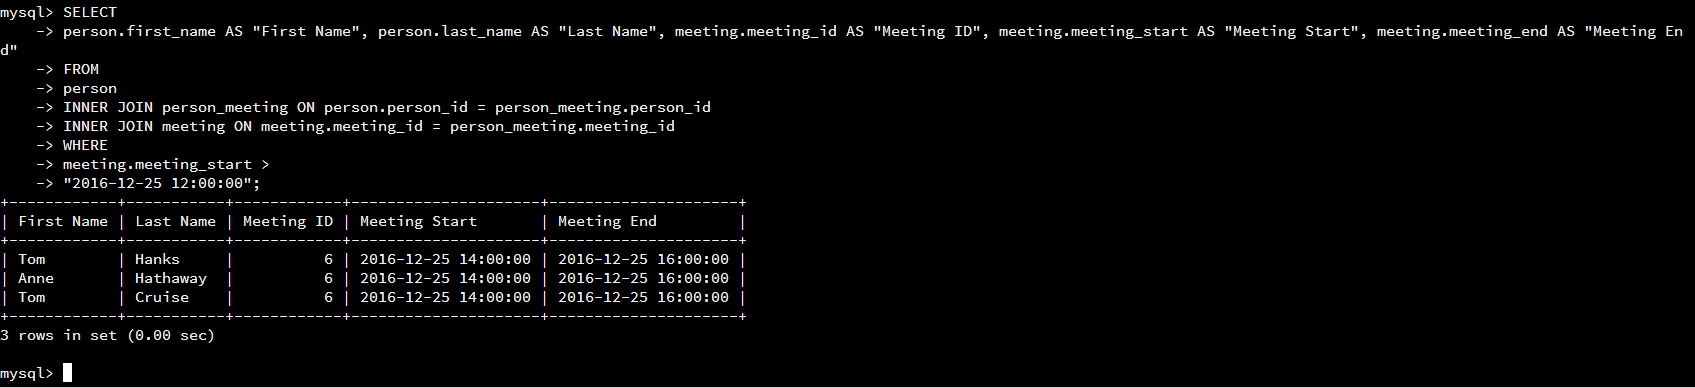 mysql> SELECT
    -> person.first_name AS "First Name", person.last_name AS "Last Name", meeting.meeting_id AS "Meeting ID", meeting.meeting_start AS "Meeting Start", meeting.meeting_end AS "Meeting En
d"
    -> FROM
    -> person
    -> INNER JOIN person_meeting ON person.person_id = person_meeting.person_id
    -> INNER JOIN meeting ON meeting.meeting_id = person_meeting.meeting_id
    -> WHERE
    -> meeting.meeting_start >
    -> "2016-12-25 12:00:00";
+------------+-----------+------------+---------------------+---------------------+
| First Name | Last Name | Meeting ID | Meeting Start       | Meeting End         |
+------------+-----------+------------+---------------------+---------------------+
| Tom        | Hanks     |          6 | 2016-12-25 14:00:00 | 2016-12-25 16:00:00 |
| Anne       | Hathaway  |          6 | 2016-12-25 14:00:00 | 2016-12-25 16:00:00 |
| Tom        | Cruise    |          6 | 2016-12-25 14:00:00 | 2016-12-25 16:00:00 |
+------------+-----------+------------+---------------------+---------------------+
3 rows in set (0.00 sec)

mysql>